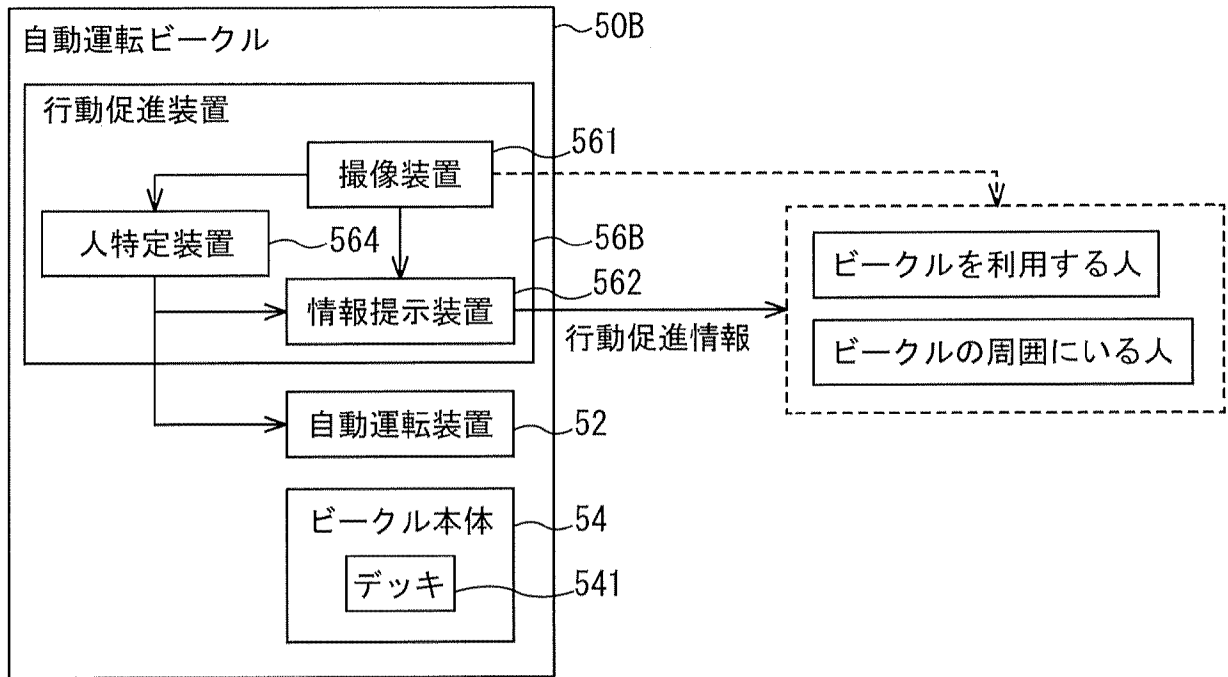 自動運転ビークル
50B
行動促進装置
撮像装置
561
人特定装置
564
56B
情報提示装置
562
行動促進情報
ビークルを利用する人
ビークルの周囲にいる人
自動運転装置
52
ビークル本体
54
デッキ
541